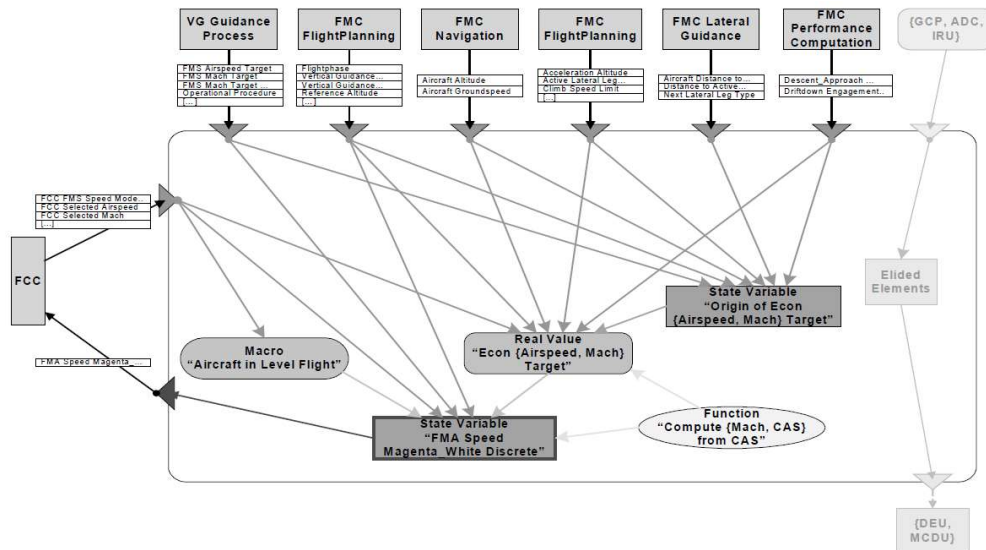 VG Guidance
Process
FMC
FlightPlanning
FMC
Navigation
FMC
FlightPlanning
FMC Lateral
Guidance
FMC
Performance
Computation
{GCP, ADC,
IRU}
FMS Airspeed Target
FMS Mach Target
FMS Mach Target ...
Operational Procedure
[...]
Flightphase
Vertical Guidance...
Vertical Guidance...
Reference Altitude
[...]
Aircraft Altitude
Aircraft Groundspeed
Acceleration Altitude
Active Lateral Leg...
Climb Speed Limit
[...]
Aircraft Distance to...
Distance to Active...
Next Lateral Leg Type
Descent_Approach ...
Driftdown Engagement..
FCC FMS Speed Mode..
FCC Selected Airspeed
FCC Selected Mach
[...]
FCC
FMA Speed Magenta_...
Elided
Elements
State Variable
“Origin of Econ
{Airspeed, Mach} Target”
Macro
“Aircraft in Level Flight”
Real Value
“Econ {Airspeed, Mach}
Target”
State Variable
“FMA Speed
Magenta_White Discrete”
Function
“Compute {Mach, CAS}
from CAS”
{DEU,
MCDU}